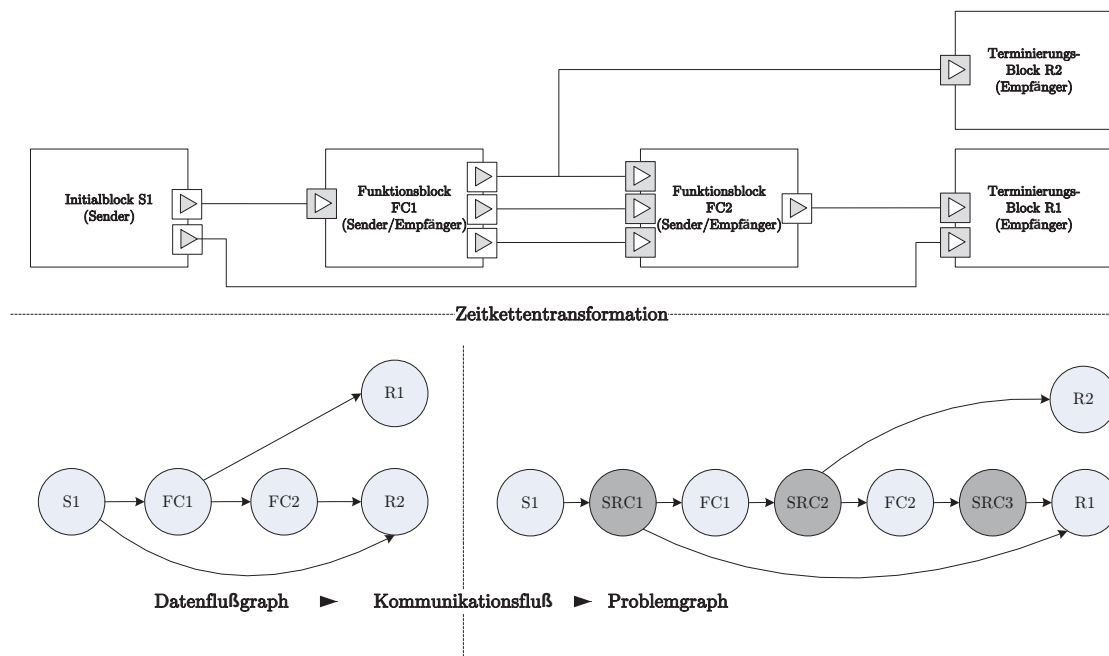 Terminierungs-
Block R2
(Empfänger)
Initialblock S1
(Sender)
Funktionsblock
FC1
(Sender/Empfänger)
Funktionsblock
FC2
(Sender/Empfänger)
Terminierungs-
Block R1
(Empfänger)
Zeitkettentransformation
R1
S1
FC1
FC2
R2
R2
S1
SRC1
FC1
SRC2
FC2
SRC3
R1
Datenflußgraph
Kommunikationsfluß
Problemgraph